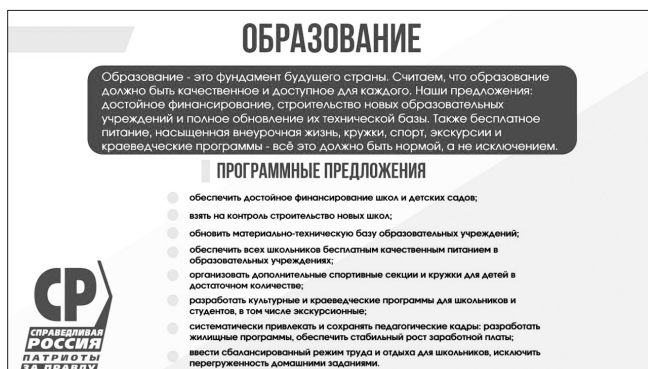 ОБРАЗОВАНИЕ
Образование - это фундамент будущего страны. Считаем, что образование
должно быть качественное и доступное для каждого. Наши предложения:
достойное финансирование, строительство новых образовательных
учреждений и полное обновление их технической базы. Также бесплатное
питание, насыщенная внеурочная жизнь, кружки, спорт, экскурсии и
краеведческие программы - всё это должно быть нормой, а не исключением.
ПРОГРАММНЫЕ ПРЕДЛОЖЕНИЯ
обеспечить достойное финансирование школ и детских садов;
взять на контроль строительство новых школ;
обновить материально-техническую базу образовательных учреждений;
обеспечить всех школьников бесплатным качественным питанием в
образовательных учреждениях;
организовать дополнительные спортивные секции и кружки для детей в
достаточном количестве;
разработать культурные и краеведческие программы для школьников и
студентов, в том числе экскурсионные;
систематически привлекать и сохранять педагогические кадры: разработать
жилищные программы, обеспечить стабильный рост заработной платы;
ввести сбалансированный режим труда и отдыха для школьников, исключить
перегруженность домашними заданиями.
СР
СПРАВЕДЛИВАЯ
РОССИЯ
ПАТРИОТЫ
ЗА ПРАВДУ